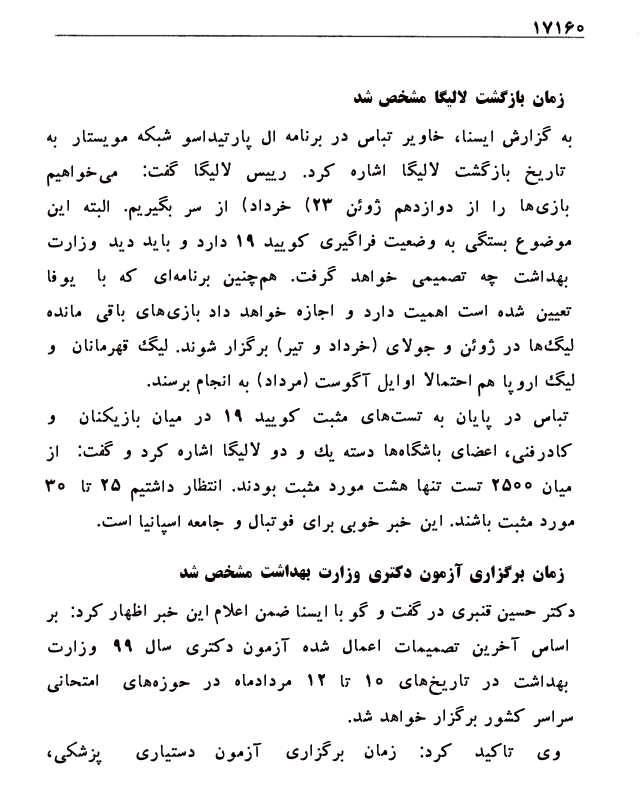 ۱۷۱۶۰
زمان بازگشت لالیگا مشخص شد
به گزارش ایسنا، خاویر تباس در برنامه ال پارتیداسو شبکه مویستار به
تاریخ بازگشت لالیگا اشاره کرد. رییس لالیگا گفت: می‌خواهیم
بازی‌ها را از دوازدهم ژوئن (۲۳ خرداد) از سر بگیریم. البته این
موضوع بستگی به وضعیت فراگیری کویید ۱۹ دارد و باید دید وزارت
بهداشت چه تصمیمی خواهد گرفت. هم‌چنین برنامه‌ای که با یوفا
تعیین شده است اهمیت دارد و اجازه خواهد داد بازی‌های باقی مانده
لیگ‌ها در ژوئن و جولای (خرداد و تیر) برگزار شوند. لیگ قهرمانان و
لیگ اروپا هم احتمالا اوایل آگوست (مرداد) به انجام برسند.
تباس در پایان به تست‌های مثبت کویید ۱۹ در میان بازیکنان و
کادرفنی، اعضای باشگاه‌ها دسته یك و دو لالیگا اشاره کرد و گفت: از
میان ۲۵۰۰ تست تنها هشت مورد مثبت بودند. انتظار داشتیم ۲۵ تا ۳۰
مورد مثبت باشند. این خبر خوبی برای فوتبال و جامعه اسپانیا است.
زمان برگزاری آزمون دکتری وزارت بهداشت مشخص شد
دکتر حسین قنبری در گفت و گو با ایسنا ضمن اعلام این خبر اظهار کرد: بر
اساس آخرین تصمیمات اعمال شده آزمون دکتری سال ۹۹ وزارت
بهداشت در تاریخ‌های ۱۰ تا ۱۲ مردادماه در حوزه‌های امتحانی
سراسر کشور برگزار خواهد شد.
وی تاکید کرد: زمان برگزاری آزمون دستیاری پزشکی،